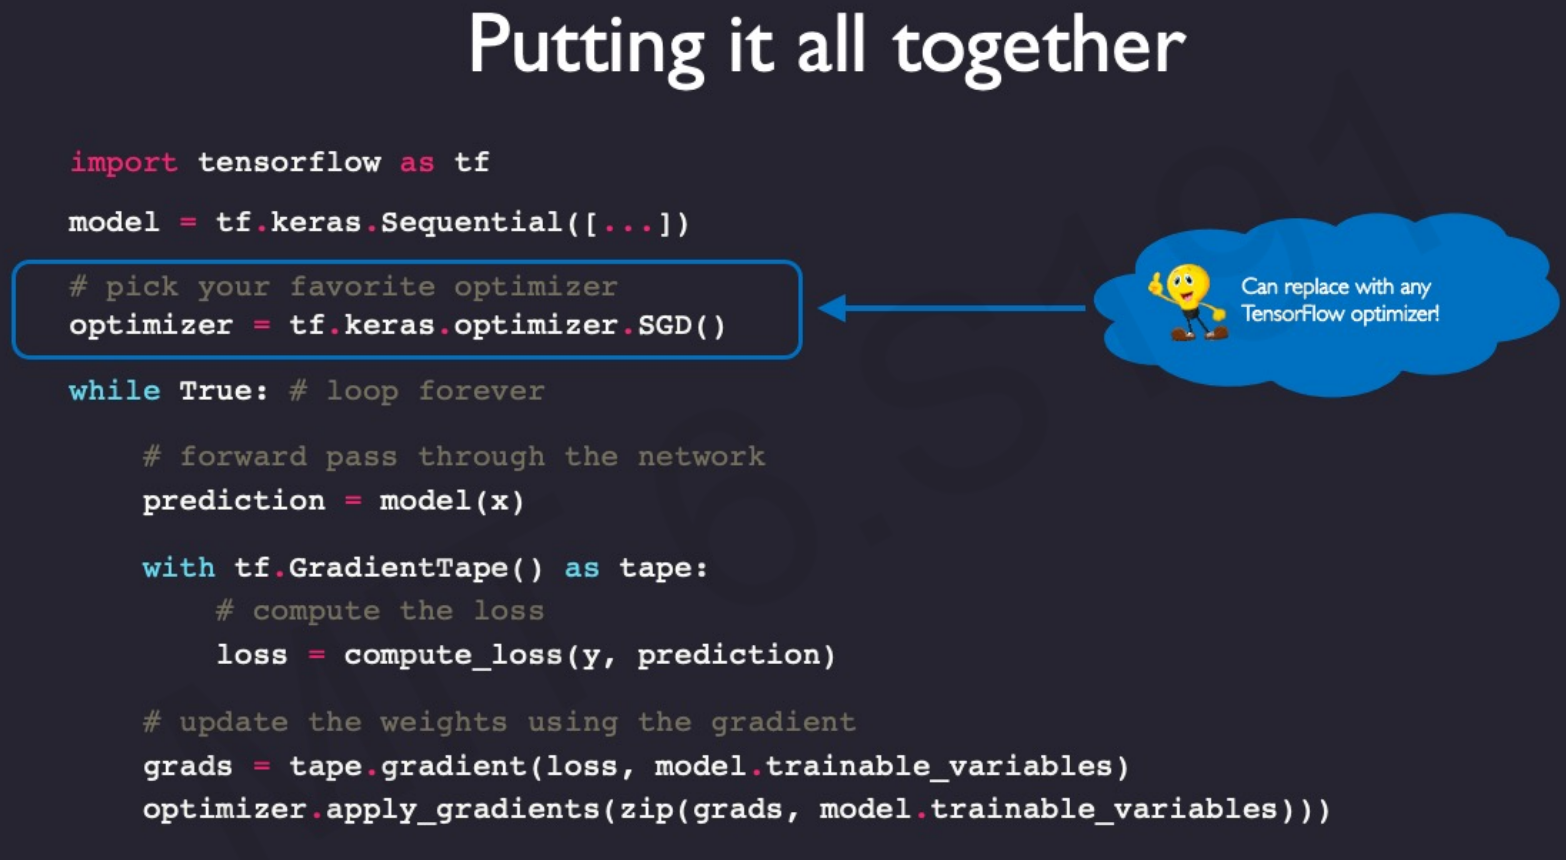 Putting it all together
import tensorflow as tf
model = tf.keras.Sequential([...])
# pick your favorite optimizer
optimizer = tf.keras.optimizer.SGD()
Can replace with any
TensorFlow optimizer!
while True: # loop forever
# forward pass through the network
prediction = model(x)
with tf.GradientTape() as tape:
# compute the loss
loss = compute_loss(y, prediction)
# update the weights using the gradient
grads = tape.gradient(loss, model.trainable_variables)
optimizer.apply_gradients(zip(grads, model.trainable_variables)))
MIT 6.S191